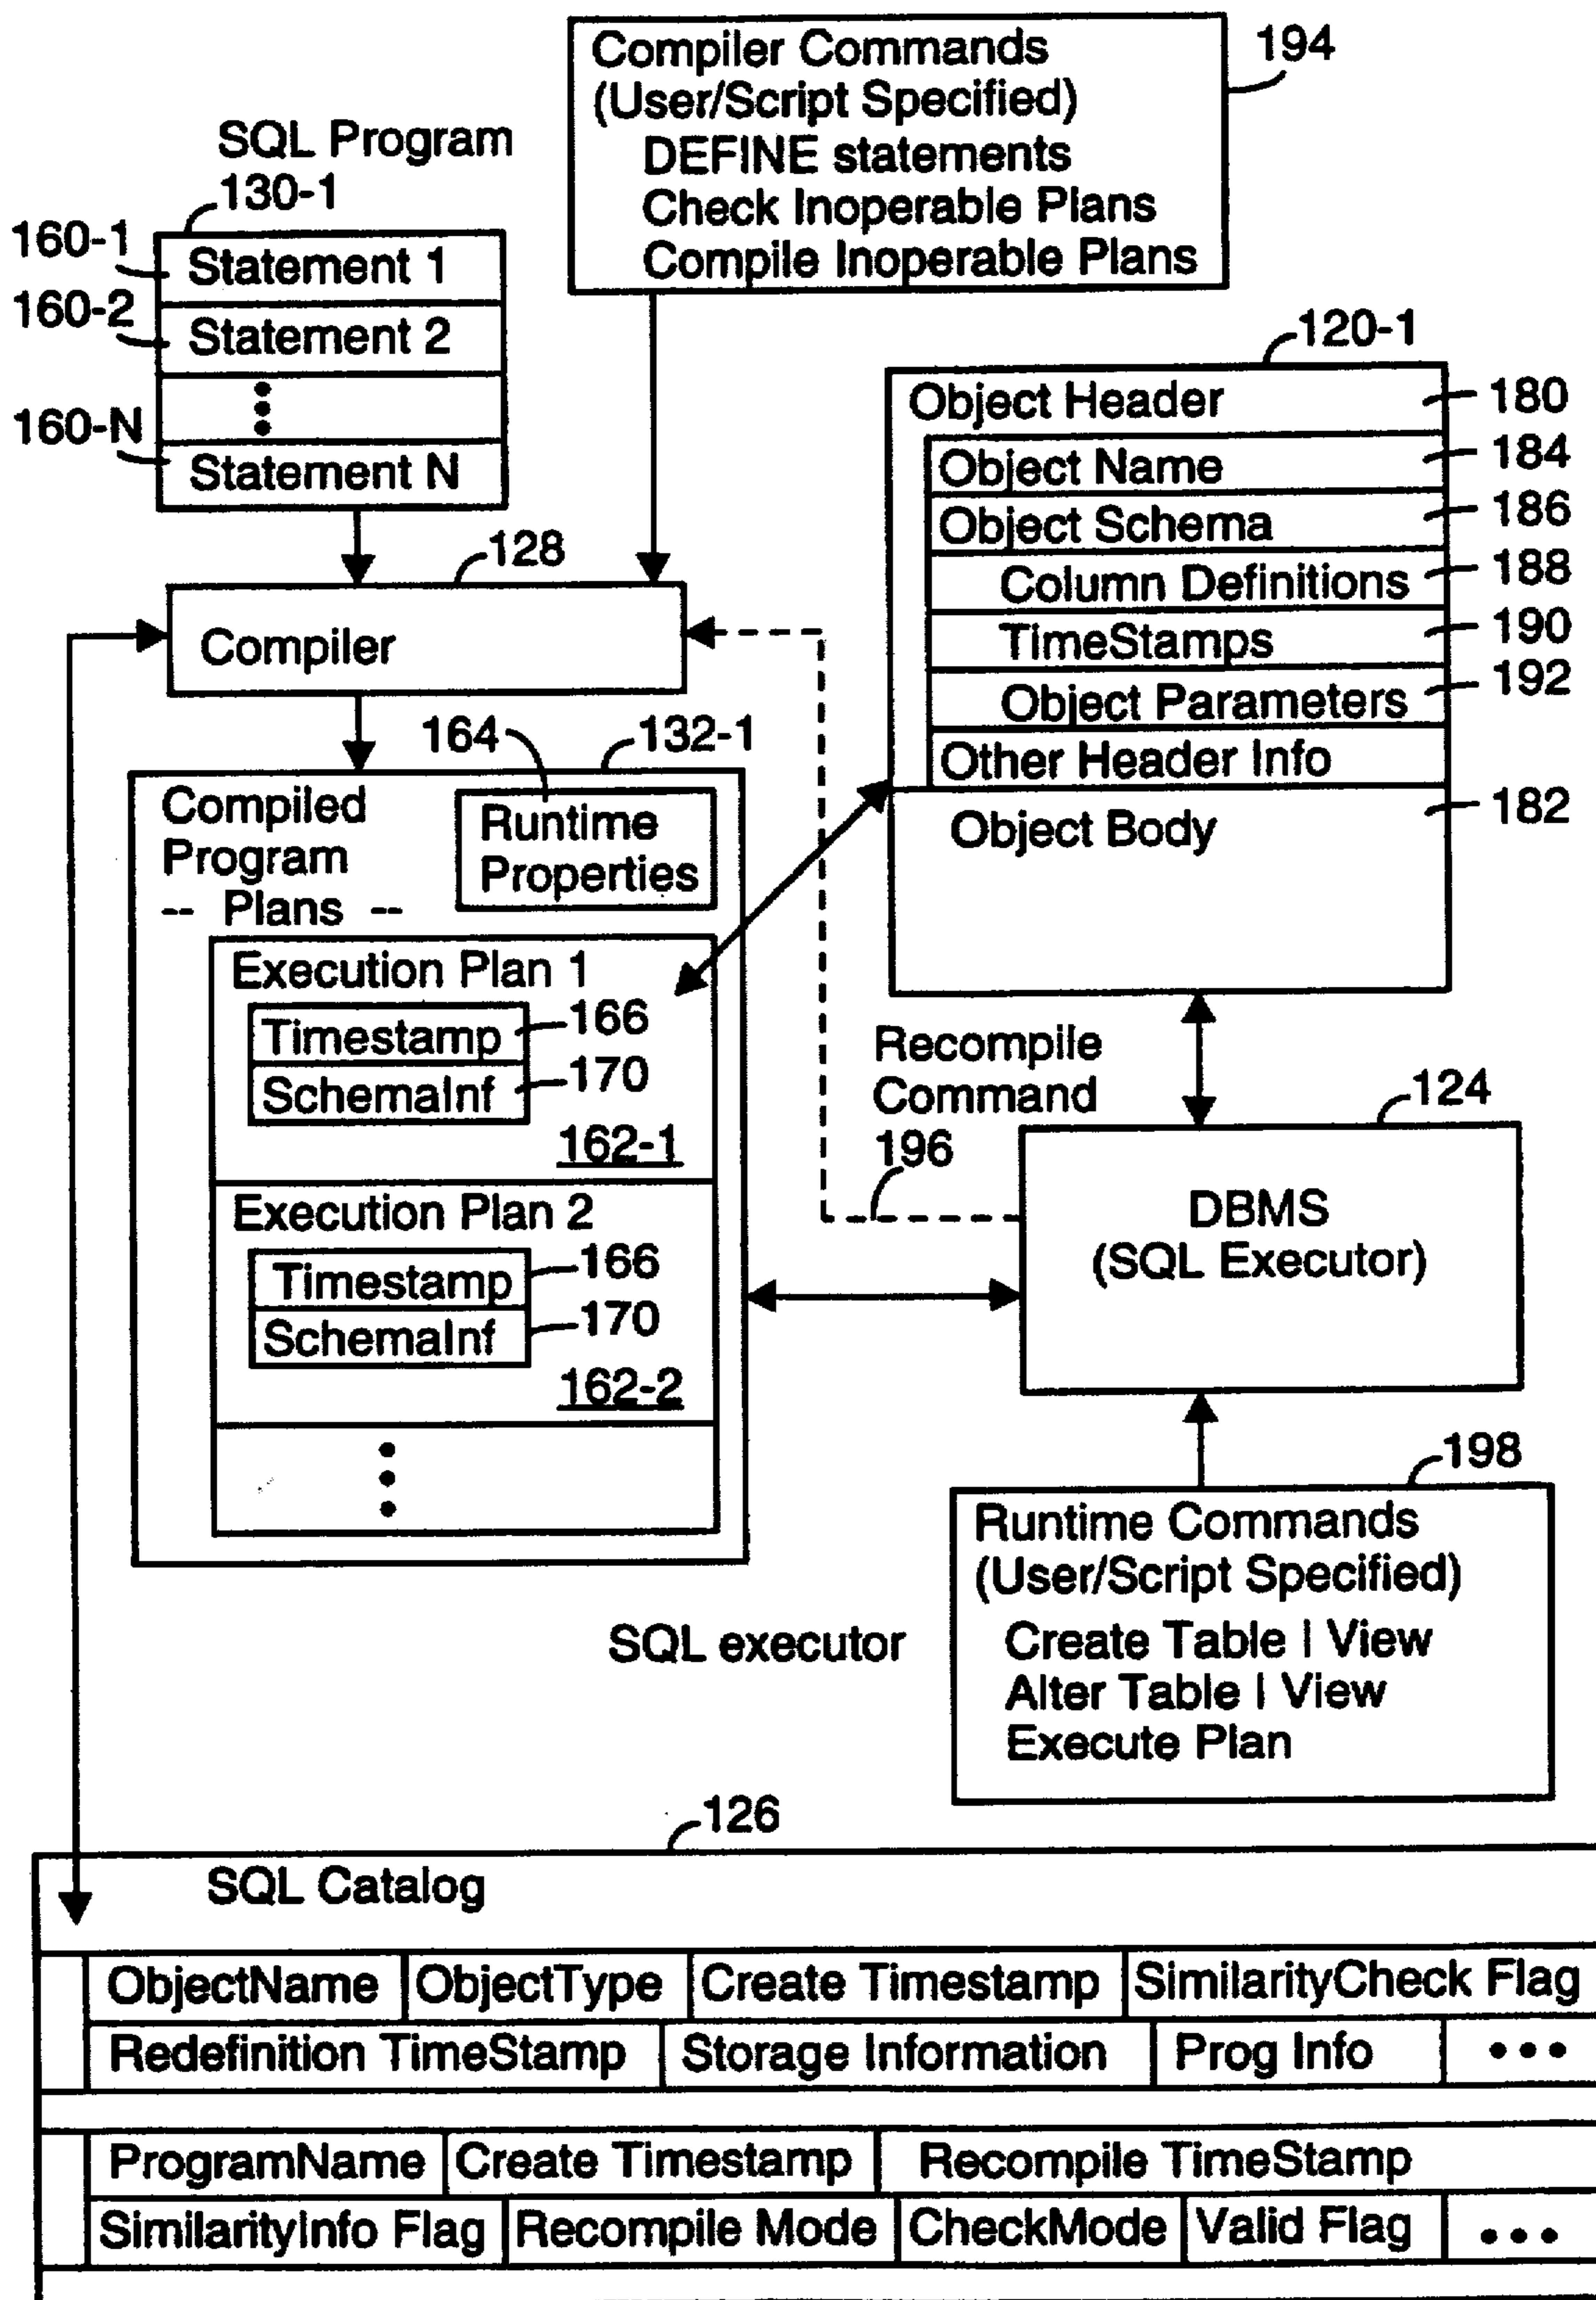 Compiler Commands
(User/Script Specified)
DEFINE statements
Check Inoperable Plans
Compile Inoperable Plans
194
SQL Program
130-1
160-1
Statement 1
160-2
Statement 2
160-N
Statement N
128
Compiler
120-1
Object Header
180
Object Name
184
Object Schema
186
Column Definitions
188
TimeStamps
190
Object Parameters
192
Other Header Info
Object Body
182
164
132-1
Compiled
Program
-- Plans --
Runtime
Properties
Execution Plan 1
Timestamp
166
SchemaInf
170
162-1
Execution Plan 2
Timestamp
166
SchemaInf
170
162-2
Recompile
Command
196
124
DBMS
(SQL Executor)
198
Runtime Commands
(User/Script Specified)
Create Table | View
Alter Table | View
Execute Plan
SQL executor
126
SQL Catalog
ObjectName ObjectType Create Timestamp SimilarityCheck Flag
Redefinition TimeStamp Storage Information Prog Info •••
ProgramName Create Timestamp Recompile TimeStamp
SimilarityInfo Flag Recompile Mode CheckMode Valid Flag •••